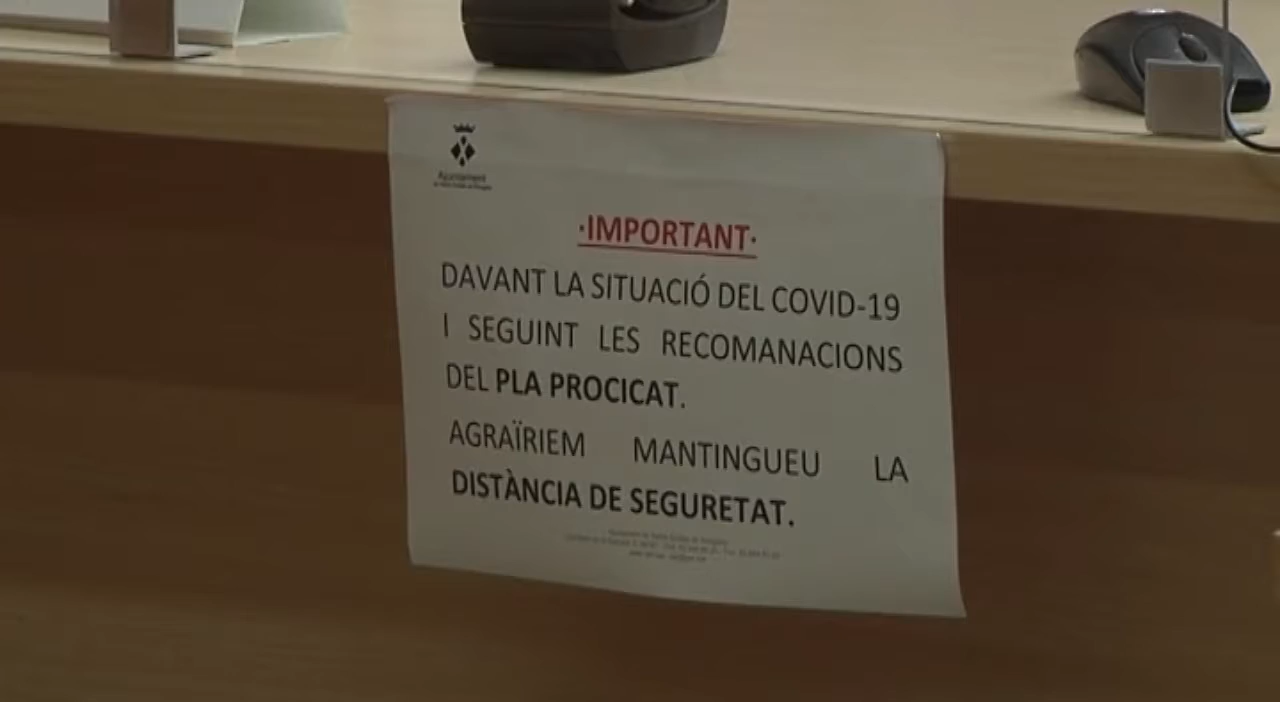 Ajuntament
·IMPORTANT·
DAVANT LA SITUACIÓ DEL COVID-19
I SEGUINT LES RECOMANACIONS
DEL PLA PROCICAT.
AGRAÏRIEM MANTINGUEU LA
DISTÀNCIA DE SEGURETAT.